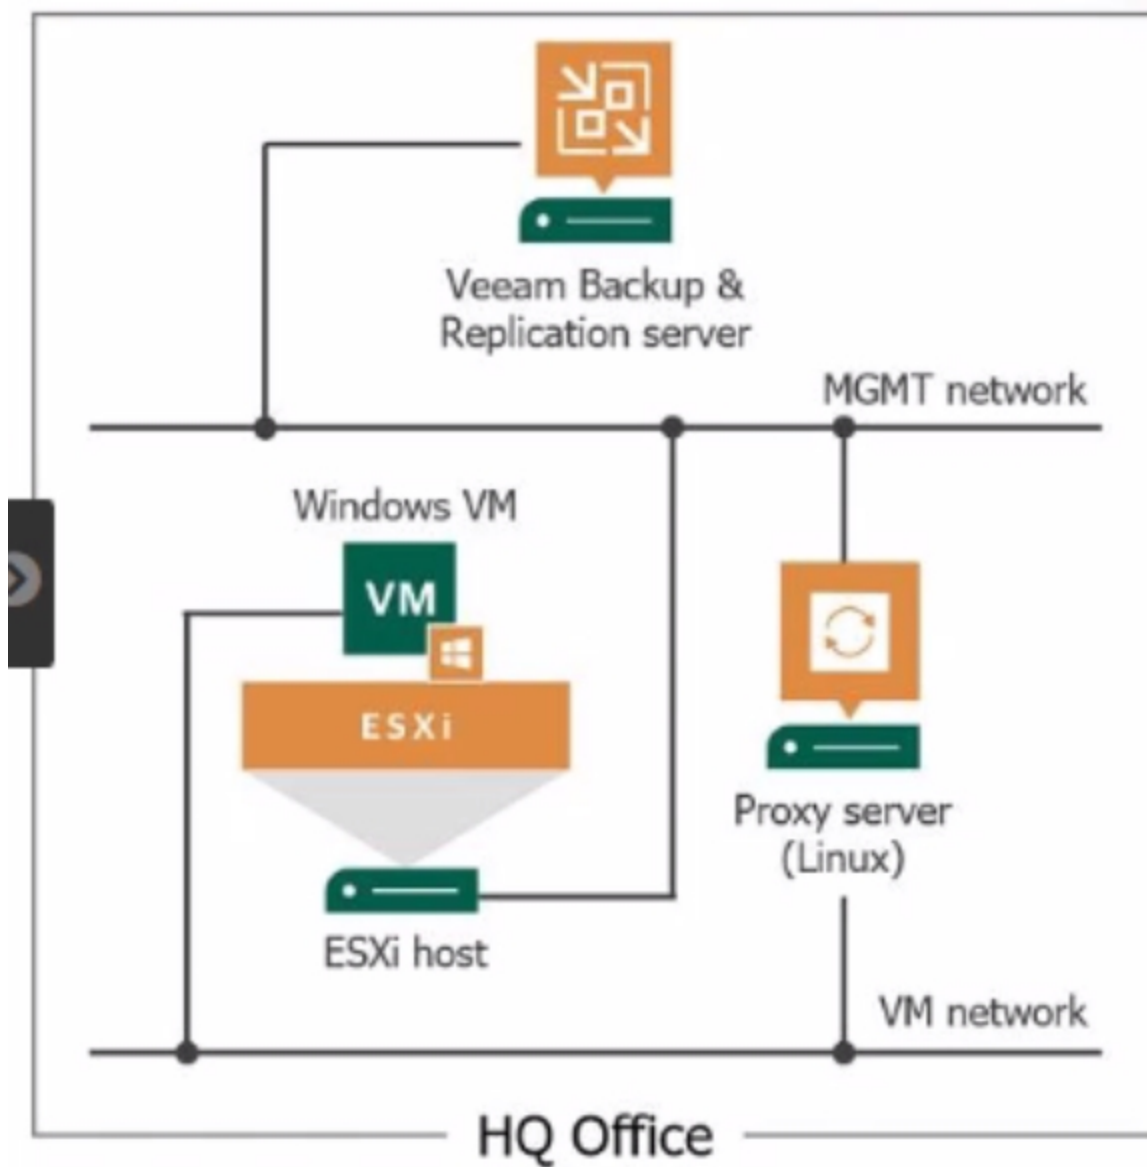 Veeam Backup &
Replication server
MGMT network
Windows VM
VM
ESXi
Proxy server
(Linux)
ESXi host
VM network
HQ Office